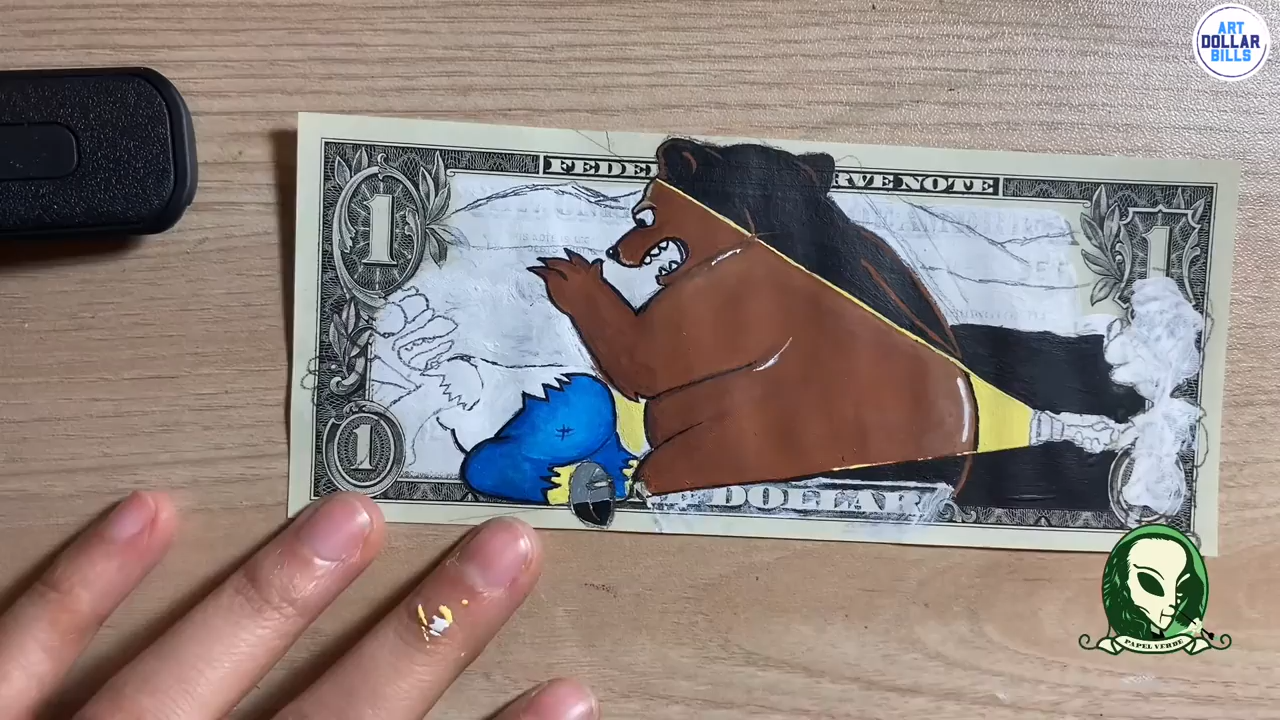 ART
DOLLAR
BILLS
FEDE
RVE NOTE
1
1
1
DOLLAR
PAPEL VERDE